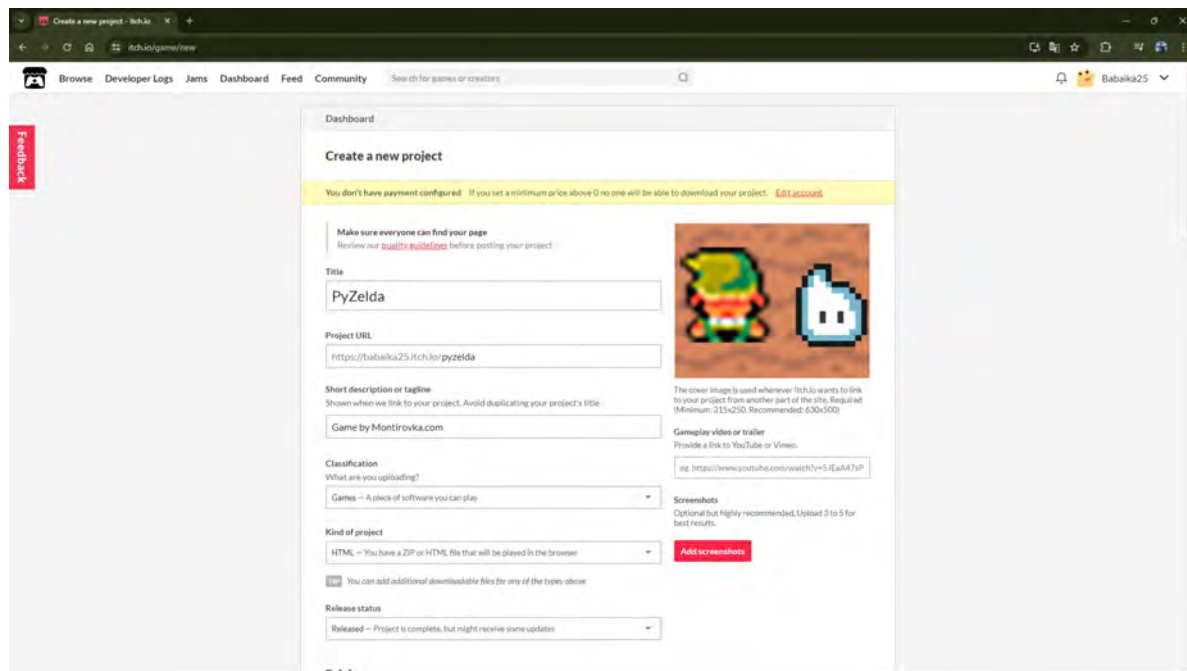 Create a new project - itch.io
itch.io/game/new
Browse Developer Logs Jams Dashboard Feed Community Search for games or creators Babaika25
Feedback
Dashboard
Create a new project
You don't have payment configured If you set a minimum price above 0 no one will be able to download your project. Edit account
Make sure everyone can find your page
Review our quality guidelines before posting your project
Title
PyZelda
Project URL
https://babaika25.itch.io/pyzelda
Short description or tagline
Shown when we link to your project. Avoid duplicating your project's title
Game by Montirovka.com
Classification
What are you uploading?
Games — A piece of software you can play
Kind of project
HTML — You have a ZIP or HTML file that will be played in the browser
TIP You can add additional downloadable files for any of the types above
Release status
Released — Project is complete, but might receive some updates
The cover image is used whenever itch.io wants to link
to your project from another part of the site. Required
(Minimum: 315x250, Recommended: 630x500)
Gameplay video or trailer
Provide a link to YouTube or Vimeo.
eg. https://www.youtube.com/watch?v=5JEaA47sP
Screenshots
Optional but highly recommended. Upload 3 to 5 for
best results.
Add screenshots